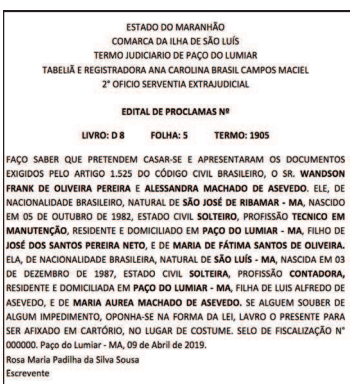 ESTADO DO MARANHÃO
COMARCA DA ILHA DE SÃO LUÍS
TERMO JUDICIARIO DE PAÇO DO LUMIAR
TABELIÃ E REGISTRADORA ANA CAROLINA BRASIL CAMPOS MACIEL
2° OFICIO SERVENTIA EXTRAJUDICIAL
EDITAL DE PROCLAMAS Nº
LIVRO: D 8 FOLHA: 5 TERMO: 1905
FAÇO SABER QUE PRETENDEM CASAR-SE E APRESENTARAM OS DOCUMENTOS
EXIGIDOS PELO ARTIGO 1.525 DO CÓDIGO CIVIL BRASILEIRO, O SR. WANDSON
FRANK DE OLIVEIRA PEREIRA E ALESSANDRA MACHADO DE ASEVEDO. ELE, DE
NACIONALIDADE BRASILEIRO, NATURAL DE SÃO JOSÉ DE RIBAMAR - MA, NASCIDO
EM 05 DE OUTUBRO DE 1982, ESTADO CIVIL SOLTEIRO, PROFISSÃO TECNICO EM
MANUTENÇÃO, RESIDENTE E DOMICILIADO EM PAÇO DO LUMIAR - MA, FILHO DE
JOSÉ DOS SANTOS PEREIRA NETO, E DE MARIA DE FÁTIMA SANTOS DE OLIVEIRA.
ELA, DE NACIONALIDADE BRASILEIRA, NATURAL DE SÃO LUÍS - MA, NASCIDA EM 03
DE DEZEMBRO DE 1987, ESTADO CIVIL SOLTEIRA, PROFISSÃO CONTADORA,
RESIDENTE E DOMICILIADA EM PAÇO DO LUMIAR - MA, FILHA DE LUIS ALFREDO DE
ASEVEDO, E DE MARIA AUREA MACHADO DE ASEVEDO. SE ALGUEM SOUBER DE
ALGUM IMPEDIMENTO, OPONHA-SE NA FORMA DA LEI, LAVRO O PRESENTE PARA
SER AFIXADO EM CARTÓRIO, NO LUGAR DE COSTUME. SELO DE FISCALIZAÇÃO N°
000000. Paço do Lumiar - MA, 09 de Abril de 2019.
Rosa Maria Padilha da Silva Sousa
Escrevente